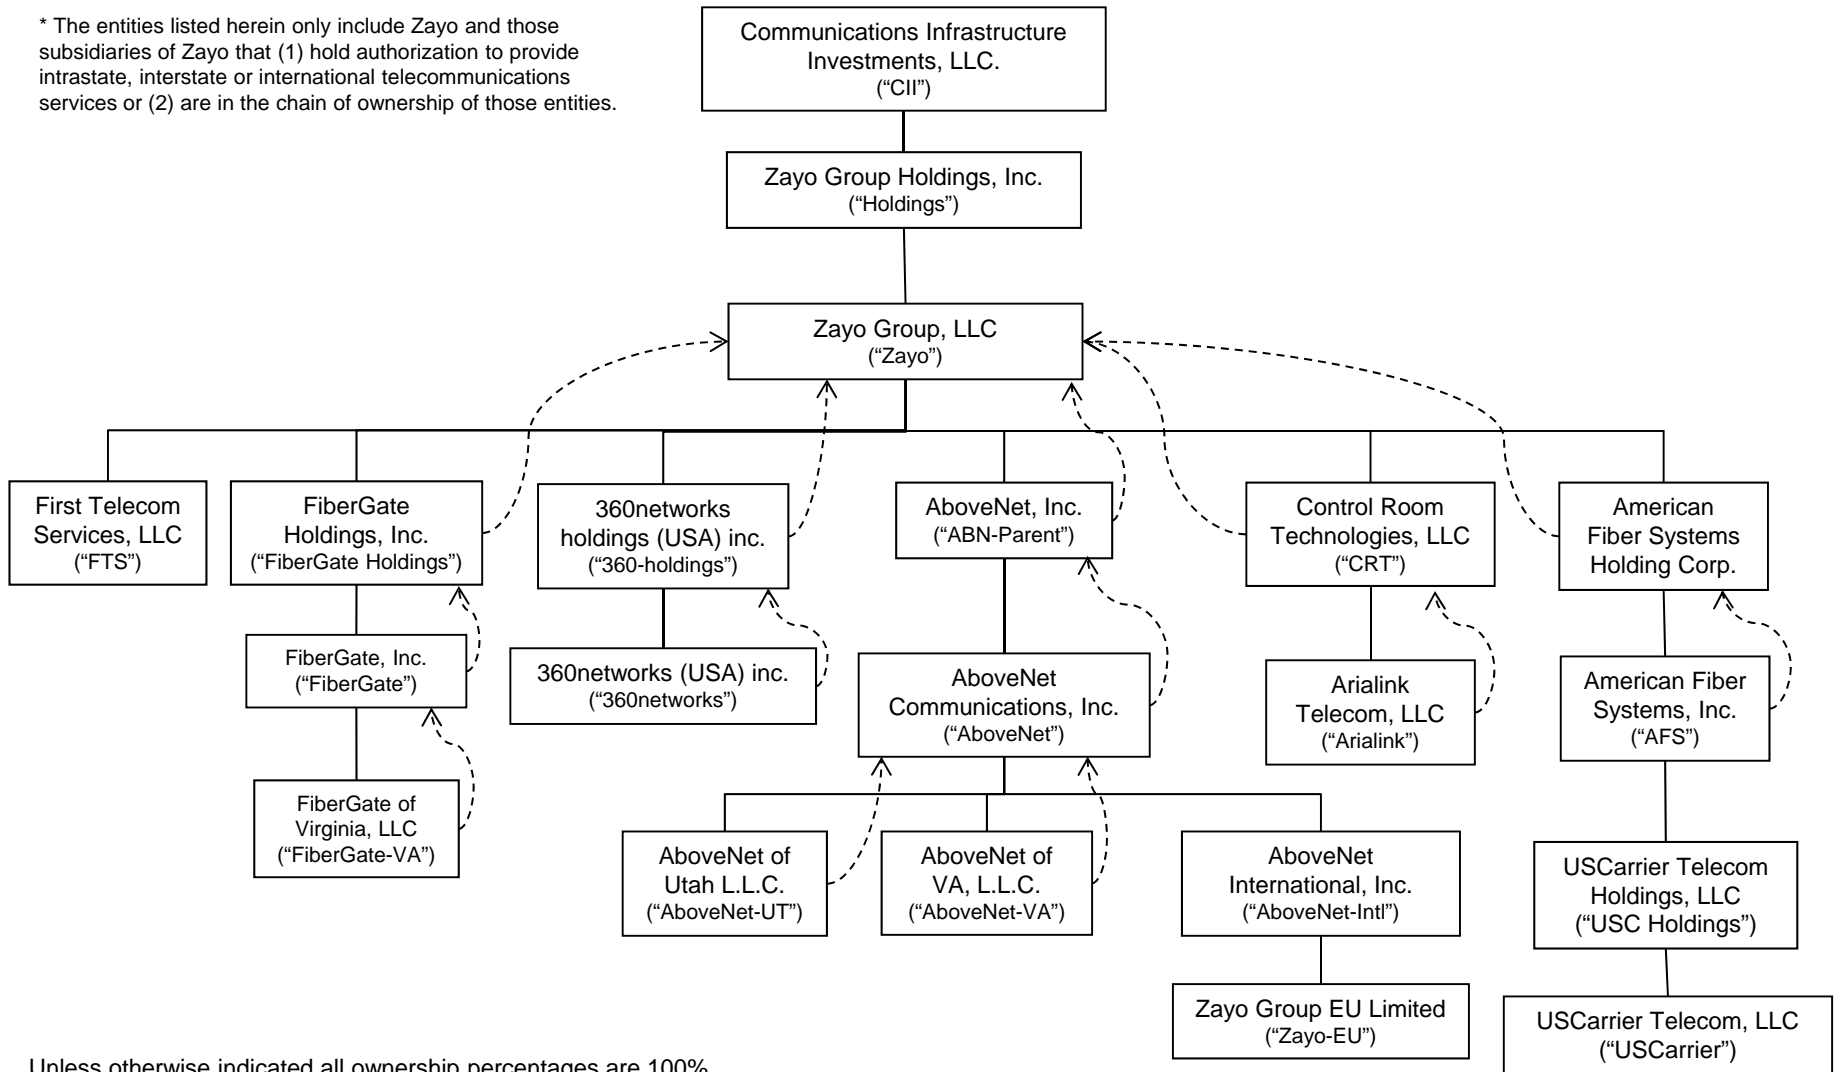 * The entities listed herein only include Zayo and those
subsidiaries of Zayo that (1) hold authorization to provide
intrastate, interstate or international telecommunications
services or (2) are in the chain of ownership of those entities.
Communications Infrastructure
Investments, LLC.
(“CII”)
Zayo Group Holdings, Inc.
(“Holdings”)
Zayo Group, LLC
(“Zayo”)
First Telecom
Services, LLC
(“FTS”)
FiberGate
Holdings, Inc.
(“FiberGate Holdings”)
360networks
holdings (USA) inc.
(“360-holdings”)
AboveNet, Inc.
(“ABN-Parent”)
Control Room
Technologies, LLC
(“CRT”)
American
Fiber Systems
Holding Corp.
FiberGate, Inc.
(“FiberGate”)
360networks (USA) inc.
(“360networks”)
AboveNet
Communications, Inc.
(“AboveNet”)
Arialink
Telecom, LLC
(“Arialink”)
American Fiber
Systems, Inc.
(“AFS”)
FiberGate of
Virginia, LLC
(“FiberGate-VA”)
AboveNet of
Utah L.L.C.
(“AboveNet-UT”)
AboveNet of
VA, L.L.C.
(“AboveNet-VA”)
AboveNet
International, Inc.
(“AboveNet-Intl”)
USCarrier Telecom
Holdings, LLC
(“USC Holdings”)
Zayo Group EU Limited
(“Zayo-EU”)
USCarrier Telecom, LLC
(“USCarrier”)
Unless otherwise indicated all ownership percentages are 100%